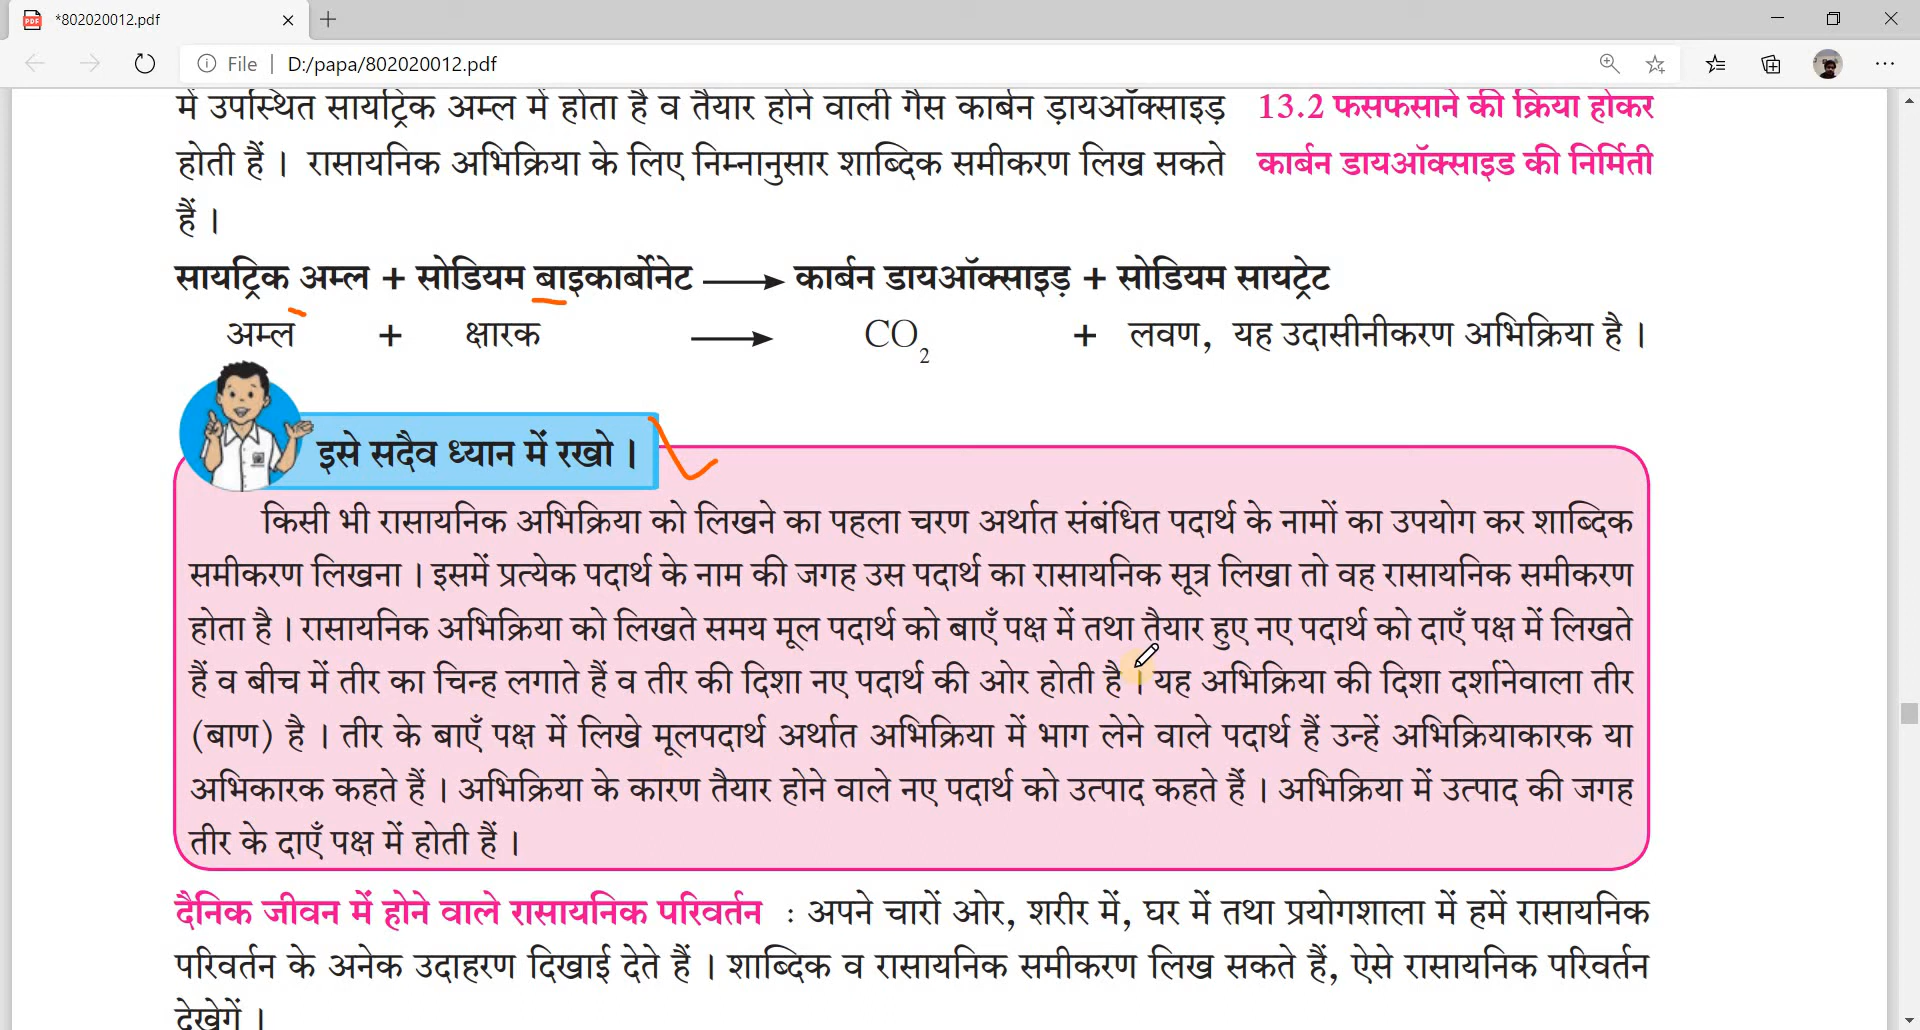 *802020012.pdf
File
D:/papa/802020012.pdf
में उपस्थित सायट्रिक अम्ल में होता है व तैयार होने वाली गैस कार्बन ड़ायऑक्साइड़
होती हैं । रासायनिक अभिक्रिया के लिए निम्नानुसार शाब्दिक समीकरण लिख सकते
हैं ।
13.2 फसफसाने की क्रिया होकर
कार्बन डायऑक्साइड की निर्मिती
सायट्रिक अम्ल + सोडियम बाइकार्बोनेट ⟶ कार्बन डायऑक्साइड़ + सोडियम सायट्रेट
अम्ल + क्षारक ⟶ CO₂ + लवण, यह उदासीनीकरण अभिक्रिया है ।
इसे सदैव ध्यान में रखो ।
किसी भी रासायनिक अभिक्रिया को लिखने का पहला चरण अर्थात संबंधित पदार्थ के नामों का उपयोग कर शाब्दिक
समीकरण लिखना । इसमें प्रत्येक पदार्थ के नाम की जगह उस पदार्थ का रासायनिक सूत्र लिखा तो वह रासायनिक समीकरण
होता है । रासायनिक अभिक्रिया को लिखते समय मूल पदार्थ को बाएँ पक्ष में तथा तैयार हुए नए पदार्थ को दाएँ पक्ष में लिखते
हैं व बीच में तीर का चिन्ह लगाते हैं व तीर की दिशा नए पदार्थ की ओर होती है । यह अभिक्रिया की दिशा दर्शानेवाला तीर
(बाण) है । तीर के बाएँ पक्ष में लिखे मूलपदार्थ अर्थात अभिक्रिया में भाग लेने वाले पदार्थ हैं उन्हें अभिक्रियाकारक या
अभिकारक कहते हैं । अभिक्रिया के कारण तैयार होने वाले नए पदार्थ को उत्पाद कहते हैं । अभिक्रिया में उत्पाद की जगह
तीर के दाएँ पक्ष में होती हैं ।
दैनिक जीवन में होने वाले रासायनिक परिवर्तन : अपने चारों ओर, शरीर में, घर में तथा प्रयोगशाला में हमें रासायनिक
परिवर्तन के अनेक उदाहरण दिखाई देते हैं । शाब्दिक व रासायनिक समीकरण लिख सकते हैं, ऐसे रासायनिक परिवर्तन
देखेगें ।